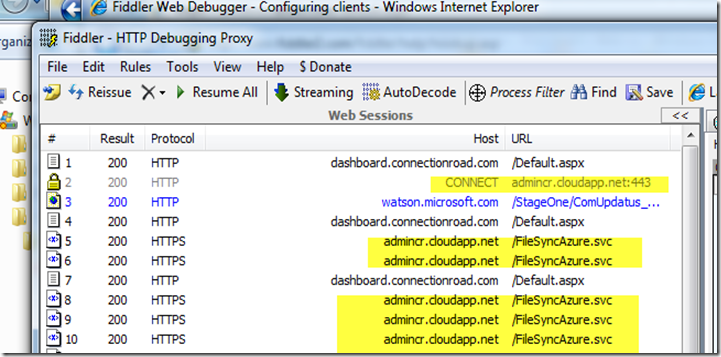 Fiddler Web Debugger - Configuring clients - Windows Internet Explorer
Fiddler - HTTP Debugging Proxy
File Edit Rules Tools View Help $ Donate
Reissue Resume All Streaming AutoDecode Process Filter Find Save
Web Sessions <<
# Result Protocol Host URL
1 200 HTTP dashboard.connectionroad.com /Default.aspx
2 200 HTTP CONNECT admincr.cloudapp.net:443
3 200 HTTP watson.microsoft.com /StageOne/ComUpdatus_...
4 200 HTTP dashboard.connectionroad.com /Default.aspx
5 200 HTTPS admincr.cloudapp.net /FileSyncAzure.svc
6 200 HTTPS admincr.cloudapp.net /FileSyncAzure.svc
7 200 HTTP dashboard.connectionroad.com /Default.aspx
8 200 HTTPS admincr.cloudapp.net /FileSyncAzure.svc
9 200 HTTPS admincr.cloudapp.net /FileSyncAzure.svc
10 200 HTTPS admincr.cloudapp.net /FileSyncAzure.svc